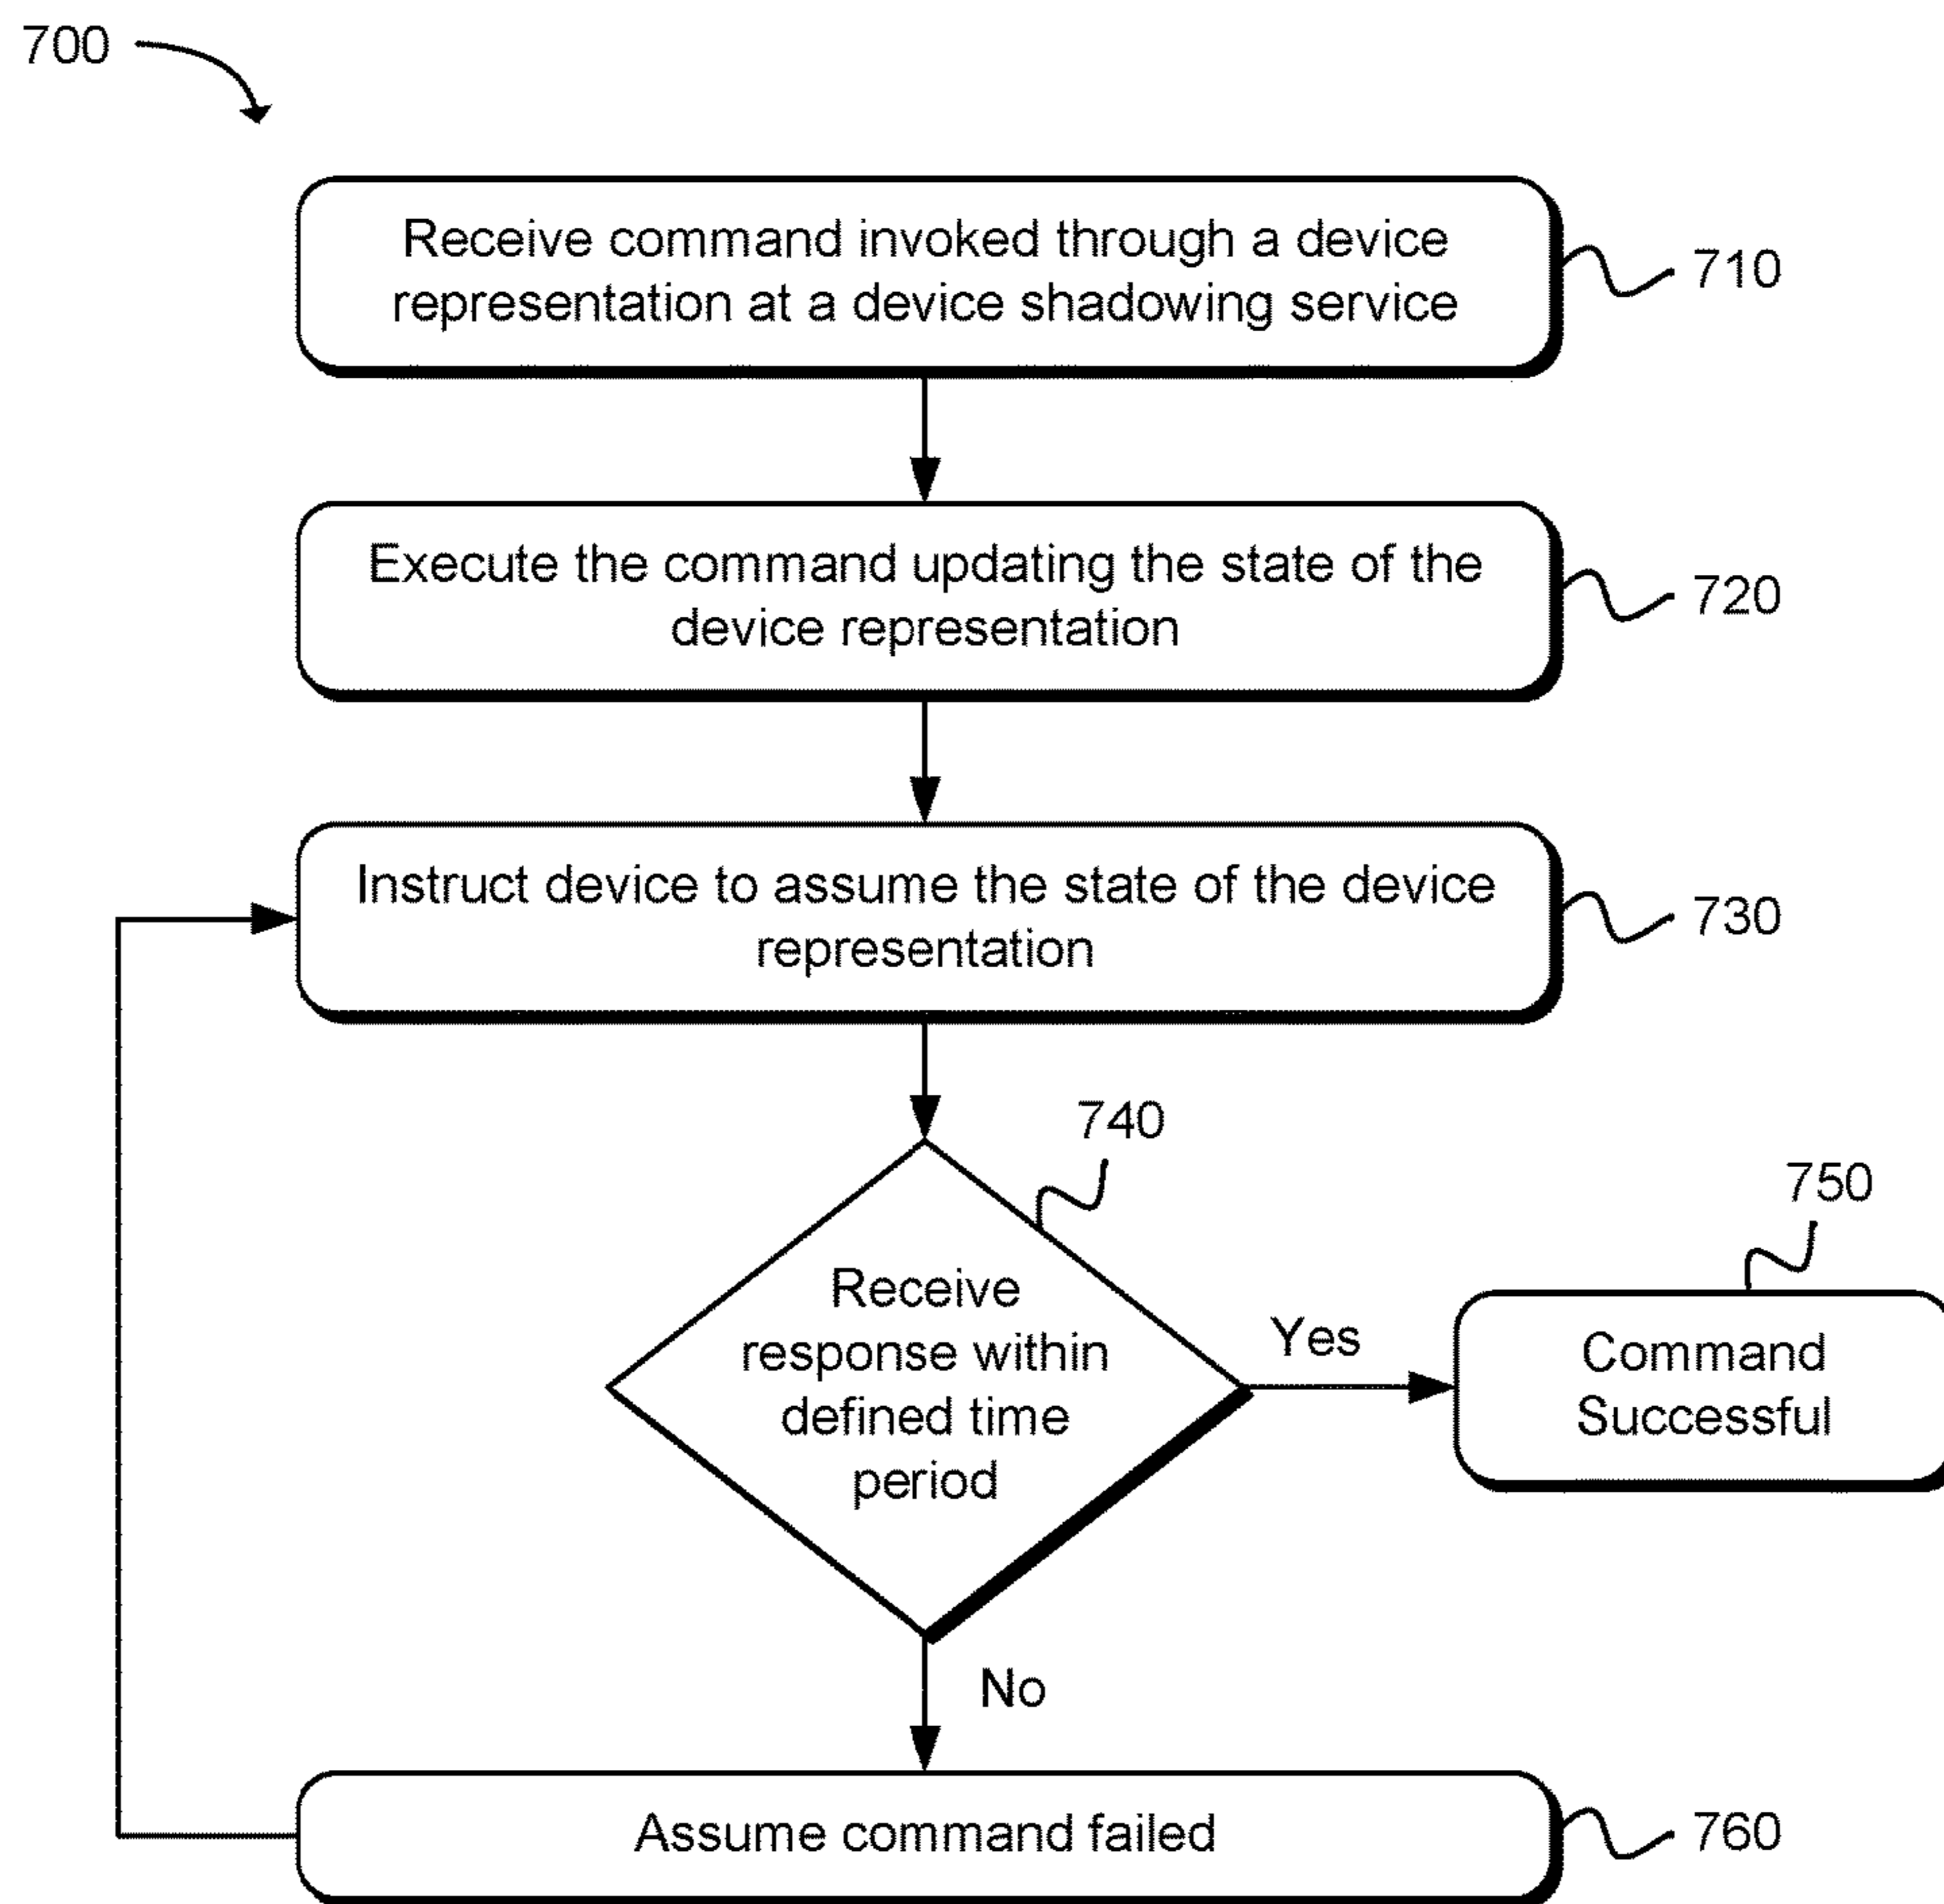 700
Receive command invoked through a device
representation at a device shadowing service
710
Execute the command updating the state of the
device representation
720
Instruct device to assume the state of the device
representation
730
740
Receive
response within
defined time
period
Yes
750
Command
Successful
No
Assume command failed
760